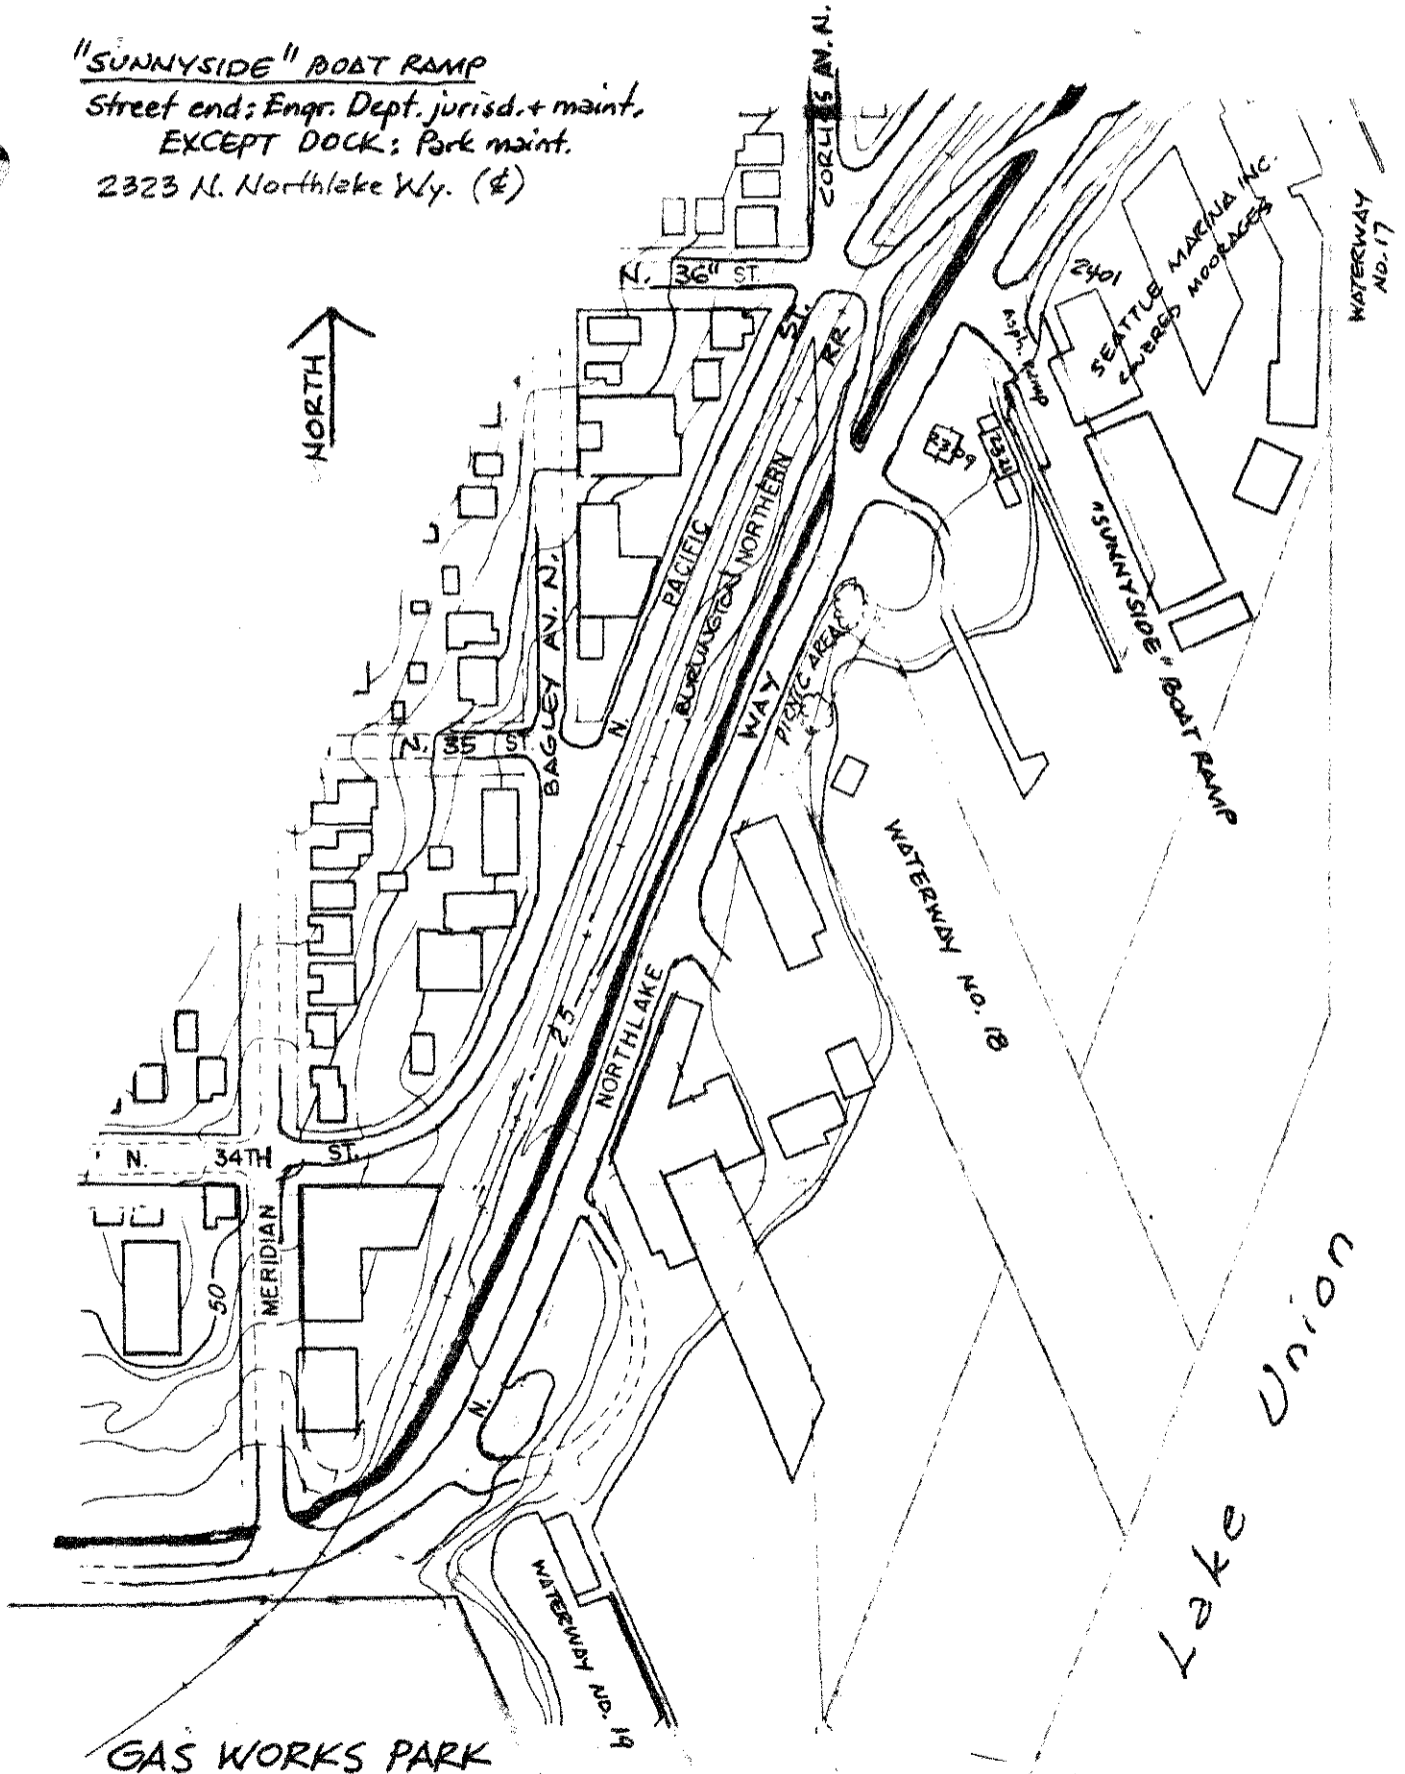 "SUNNYSIDE" BOAT RAMP
Street end: Engr. Dept. jurisd. + maint.
EXCEPT DOCK: Park maint.
2323 N. Northlake Wy. (¢)
CORLISS AV. N.
NORTH
N. 36" ST.
ST.
RR
2401
SEATTLE MARINA INC.
COVERED MOORAGES
WATERWAY
NO. 17
Asph. Ramp
2321
"SUNNYSIDE" BOAT RAMP
N. PACIFIC
BURLINGTON NORTHERN
BAGLEY AV. N.
N. 35 ST.
PICNIC AREA
N. NORTHLAKE WAY
25
WATERWAY NO. 18
N. 34TH ST.
MERIDIAN
50
WATERWAY NO. 19
Lake Union
GAS WORKS PARK